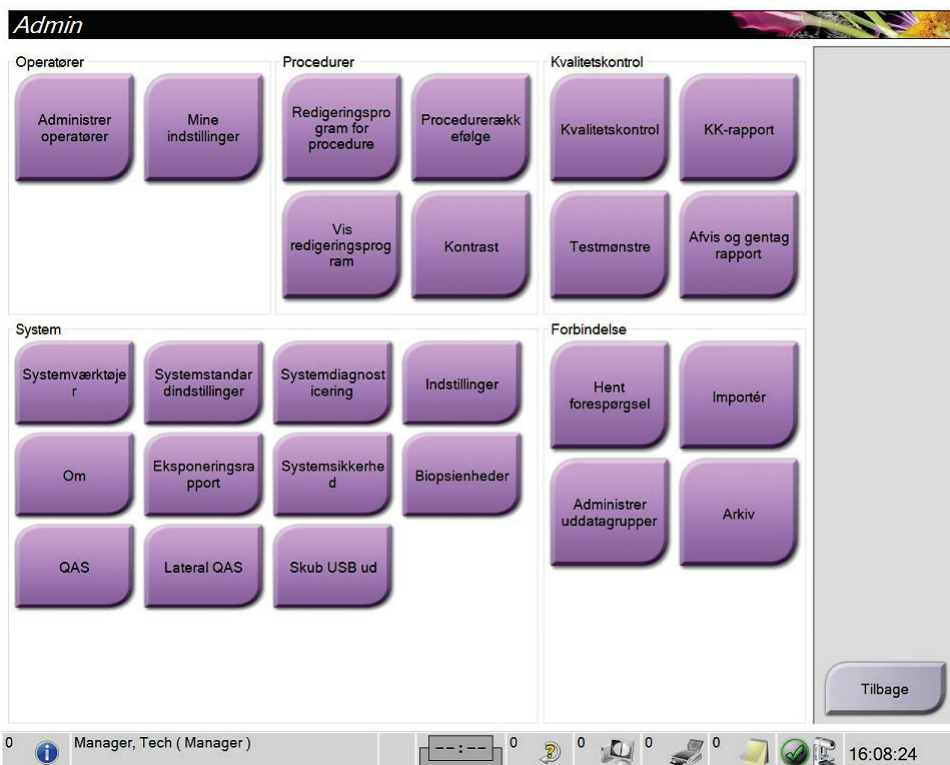 Admin
Operatører
Administrer
operatører
Mine
indstillinger
Procedurer
Redigeringspro
gram for
procedure
Procedurerækk
efølge
Vis
redigeringsprog
ram
Kontrast
Kvalitetskontrol
Kvalitetskontrol
KK-rapport
Testmønstre
Afvis og gentag
rapport
System
Systemværktøje
r
Systemstandar
dindstillinger
Systemdiagnost
icering
Indstillinger
Om
Eksponeringsra
pport
Systemsikkerhe
d
Biopsienheder
QAS
Lateral QAS
Skub USB ud
Forbindelse
Hent
forespørgsel
Importér
Administrer
uddatagrupper
Arkiv
Tilbage
0
Manager, Tech ( Manager )
--:--
0
0
0
0
16:08:24